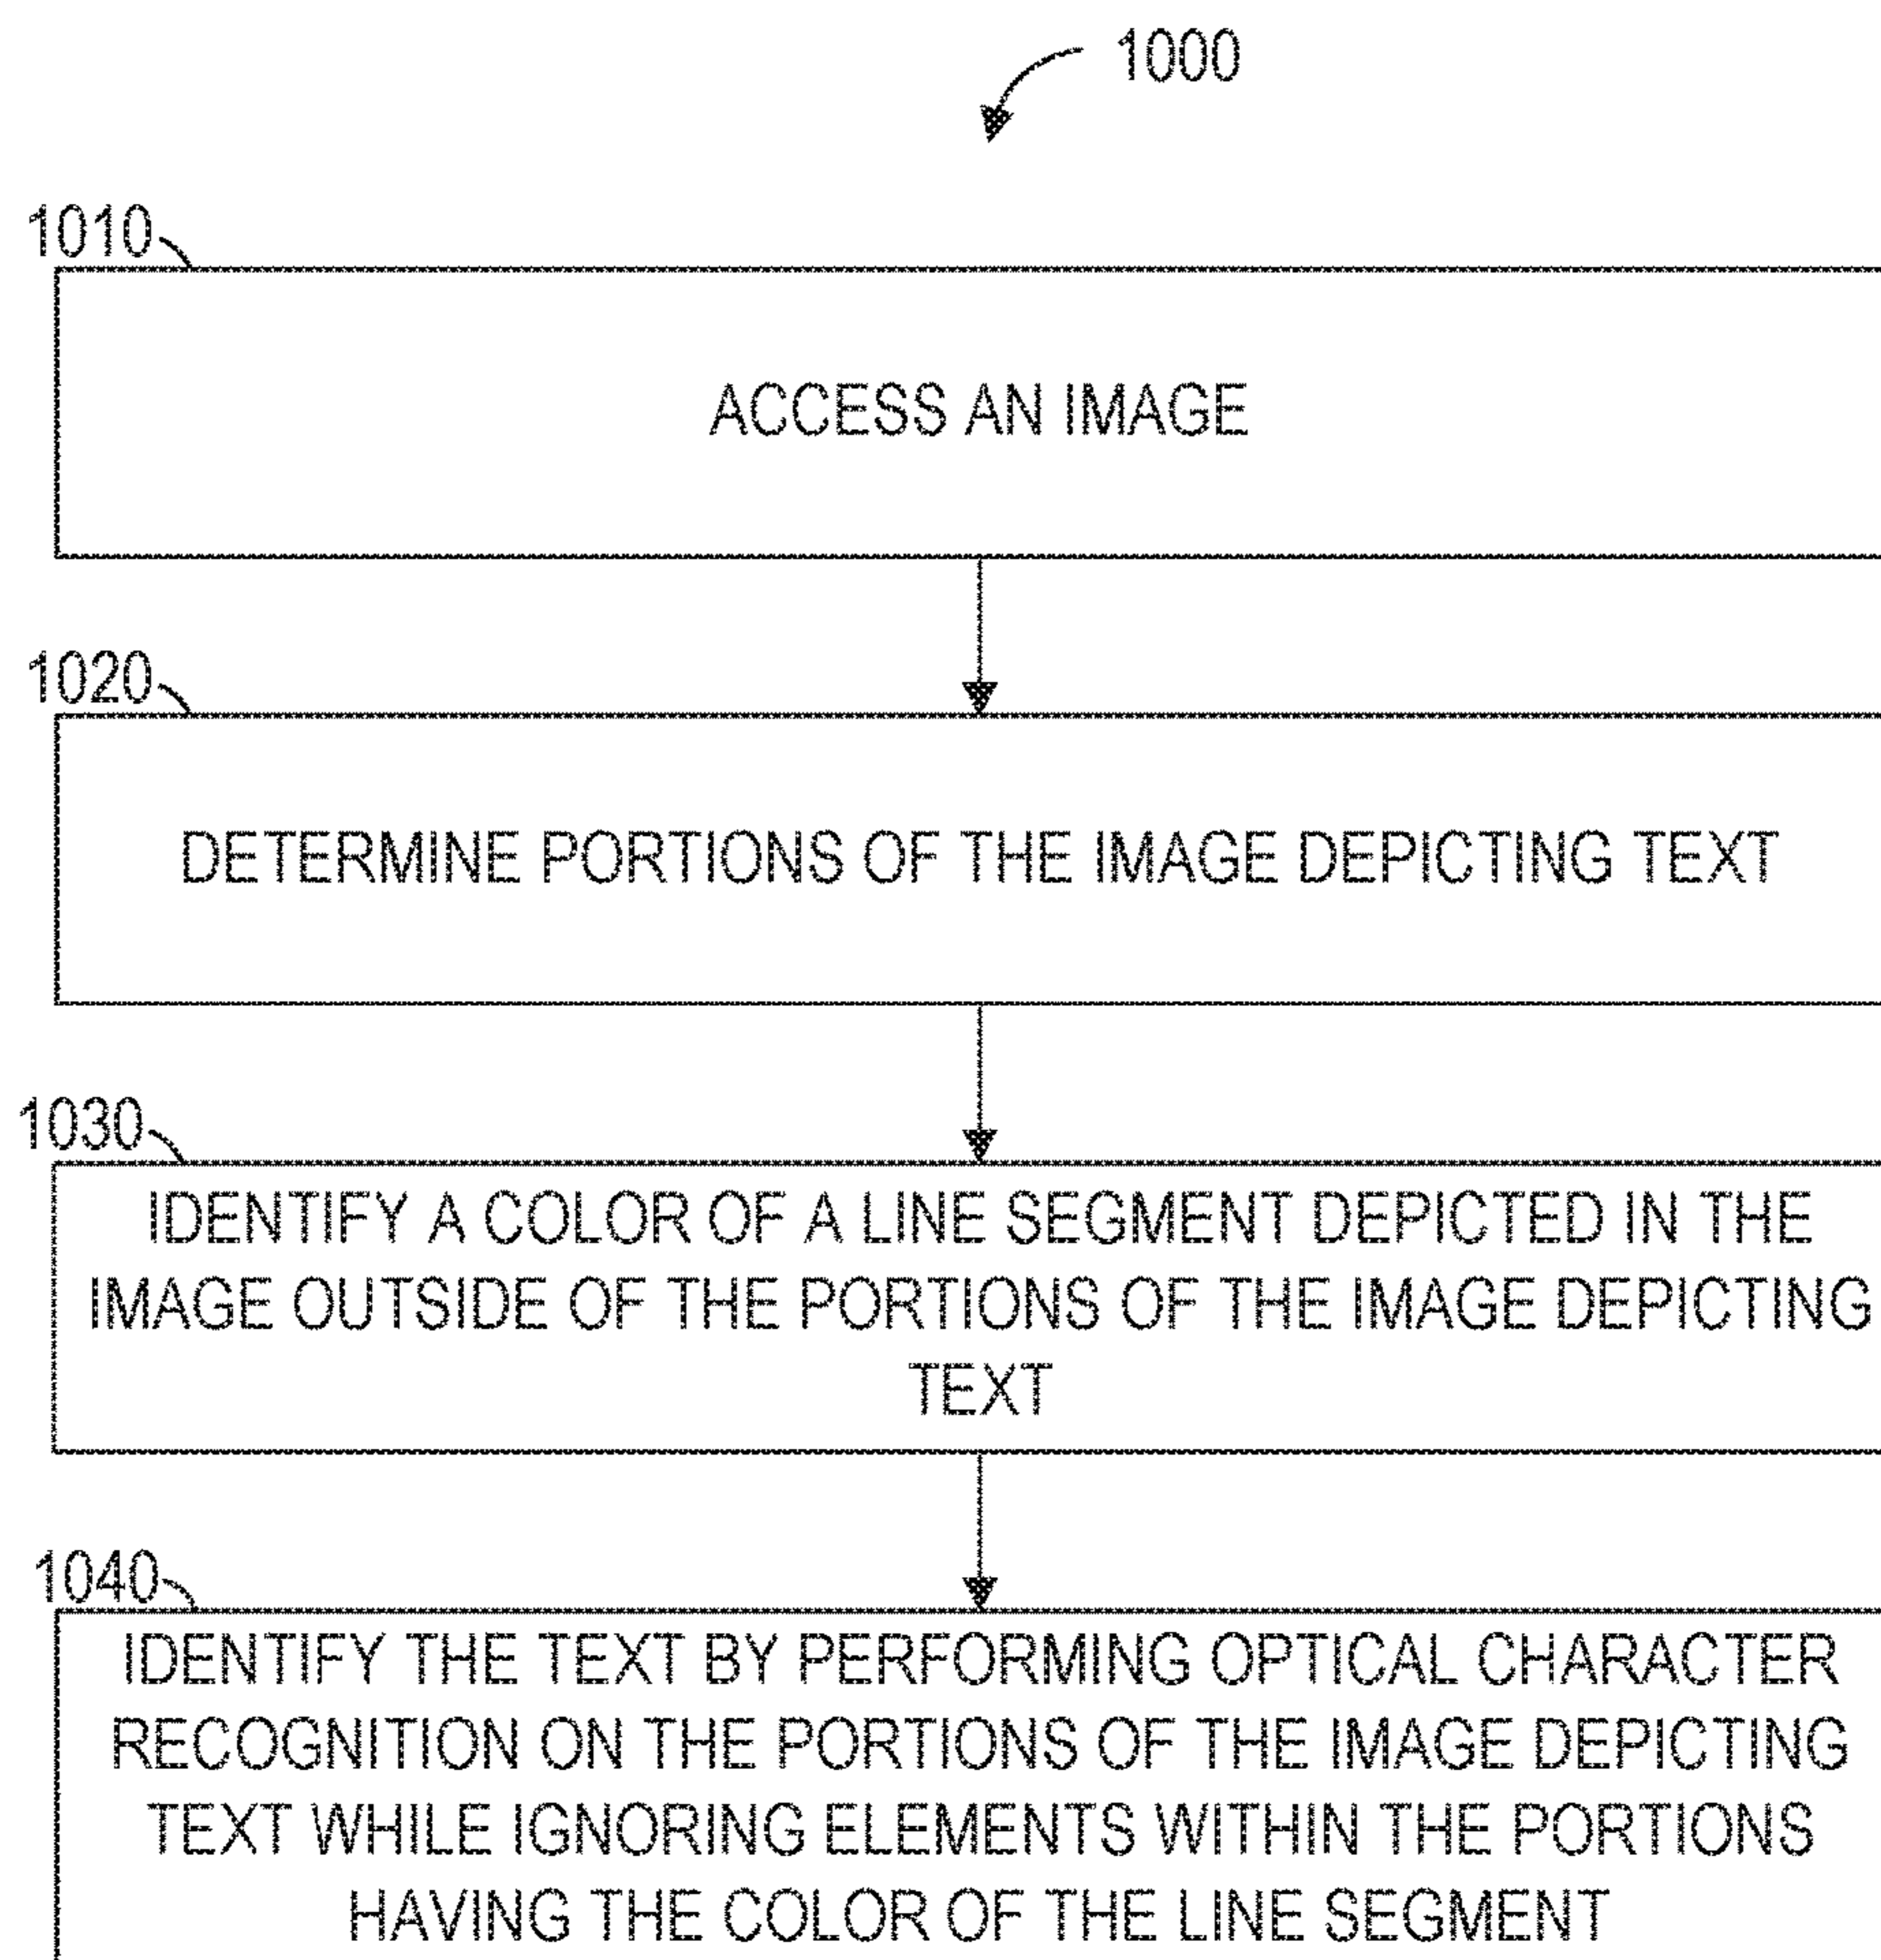 1000
1010
ACCESS AN IMAGE
1020
DETERMINE PORTIONS OF THE IMAGE DEPICTING TEXT
1030
IDENTIFY A COLOR OF A LINE SEGMENT DEPICTED IN THE
IMAGE OUTSIDE OF THE PORTIONS OF THE IMAGE DEPICTING
TEXT
1040
IDENTIFY THE TEXT BY PERFORMING OPTICAL CHARACTER
RECOGNITION ON THE PORTIONS OF THE IMAGE DEPICTING
TEXT WHILE IGNORING ELEMENTS WITHIN THE PORTIONS
HAVING THE COLOR OF THE LINE SEGMENT